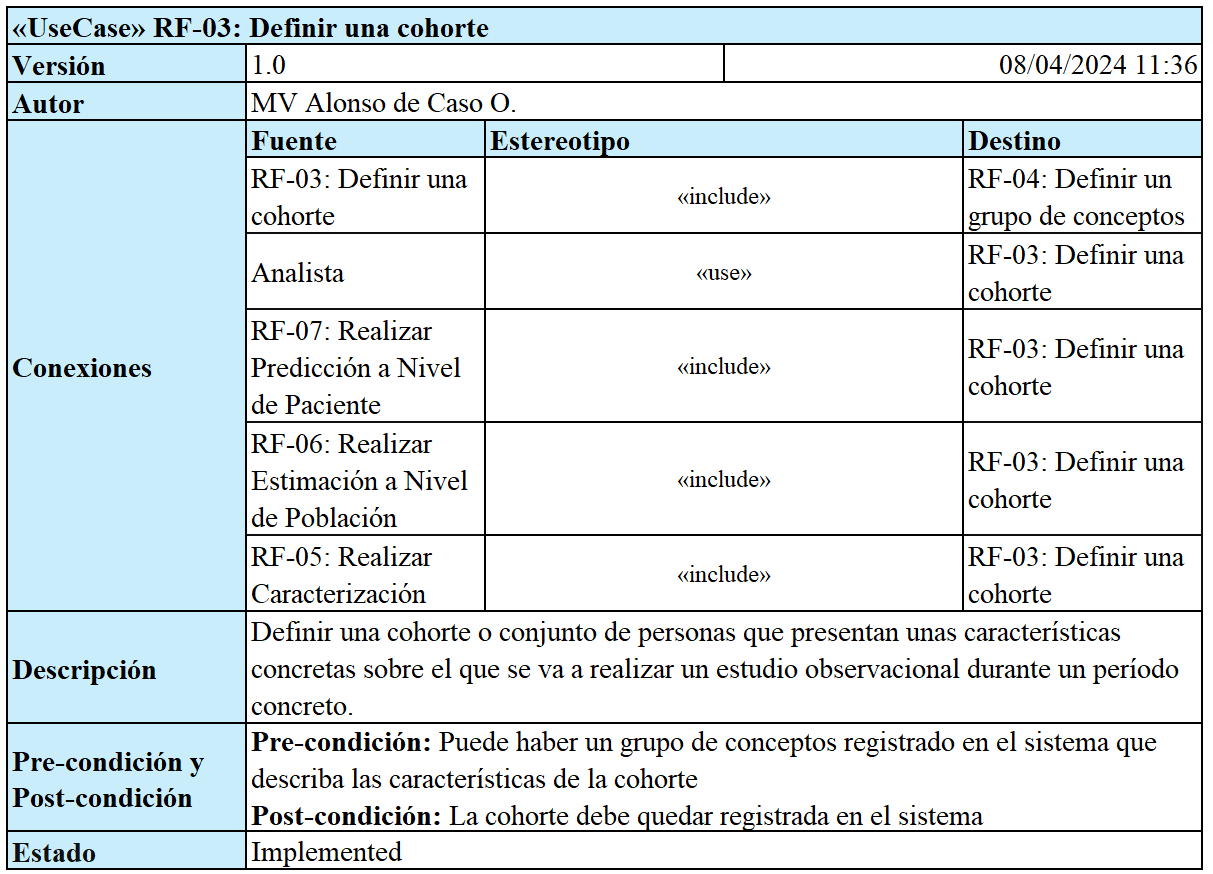 «UseCase» RF-03: Definir una cohorte
Versión 1.0 08/04/2024 11:36
Autor MV Alonso de Caso O.
Conexiones
Fuente Estereotipo Destino
RF-03: Definir una
cohorte
«include»
RF-04: Definir un
grupo de conceptos
Analista
«use»
RF-03: Definir una
cohorte
RF-07: Realizar
Predicción a Nivel
de Paciente
«include»
RF-03: Definir una
cohorte
RF-06: Realizar
Estimación a Nivel
de Población
«include»
RF-03: Definir una
cohorte
RF-05: Realizar
Caracterización
«include»
RF-03: Definir una
cohorte
Descripción
Definir una cohorte o conjunto de personas que presentan unas características
concretas sobre el que se va a realizar un estudio observacional durante un período
concreto.
Pre-condición y
Post-condición
Pre-condición: Puede haber un grupo de conceptos registrado en el sistema que
describa las características de la cohorte
Post-condición: La cohorte debe quedar registrada en el sistema
Estado Implemented